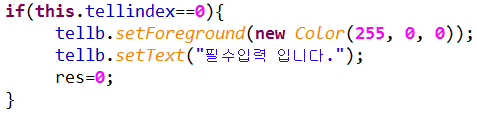 if(this.tellindex==0){
tellb.setForeground(new Color(255, 0, 0));
tellb.setText("필수입력 입니다.");
res=0;
}